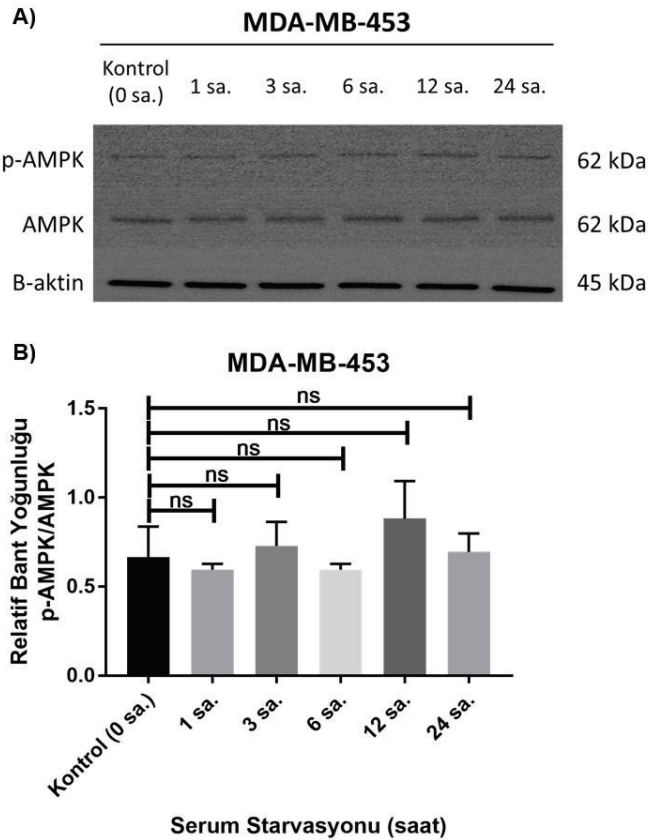 A)
MDA-MB-453
Kontrol
(0 sa.)
1 sa.
3 sa.
6 sa.
12 sa.
24 sa.
p-AMPK
62 kDa
AMPK
62 kDa
B-aktin
45 kDa
B)
MDA-MB-453
Relatif Bant Yoğunluğu
p-AMPK/AMPK
1.5
1.0
0.5
0.0
ns
ns
ns
ns
ns
Kontrol (0 sa.)
1 sa.
3 sa.
6 sa.
12 sa.
24 sa.
Serum Starvasyonu (saat)